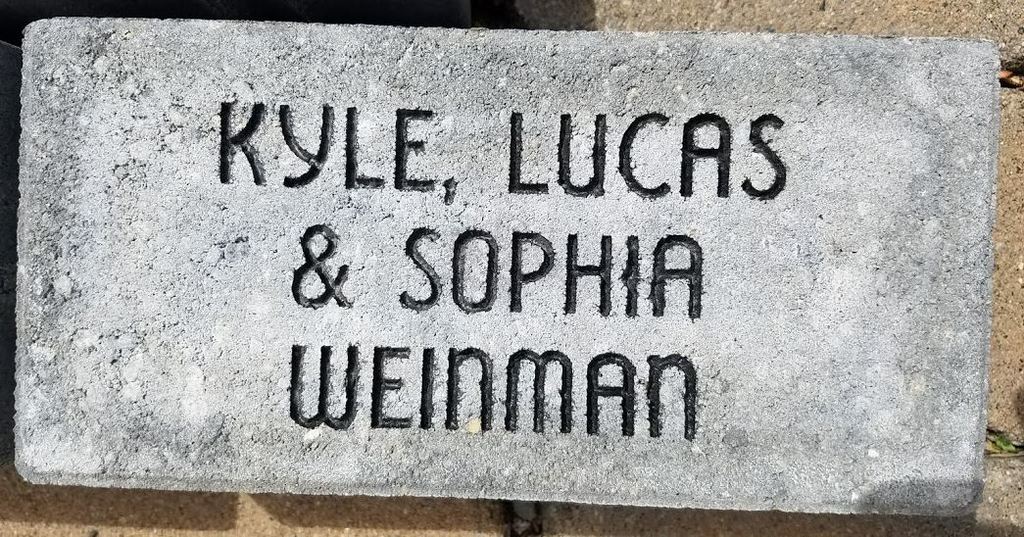 KYLE, LUCAS
& SOPHIA
WEINMAN